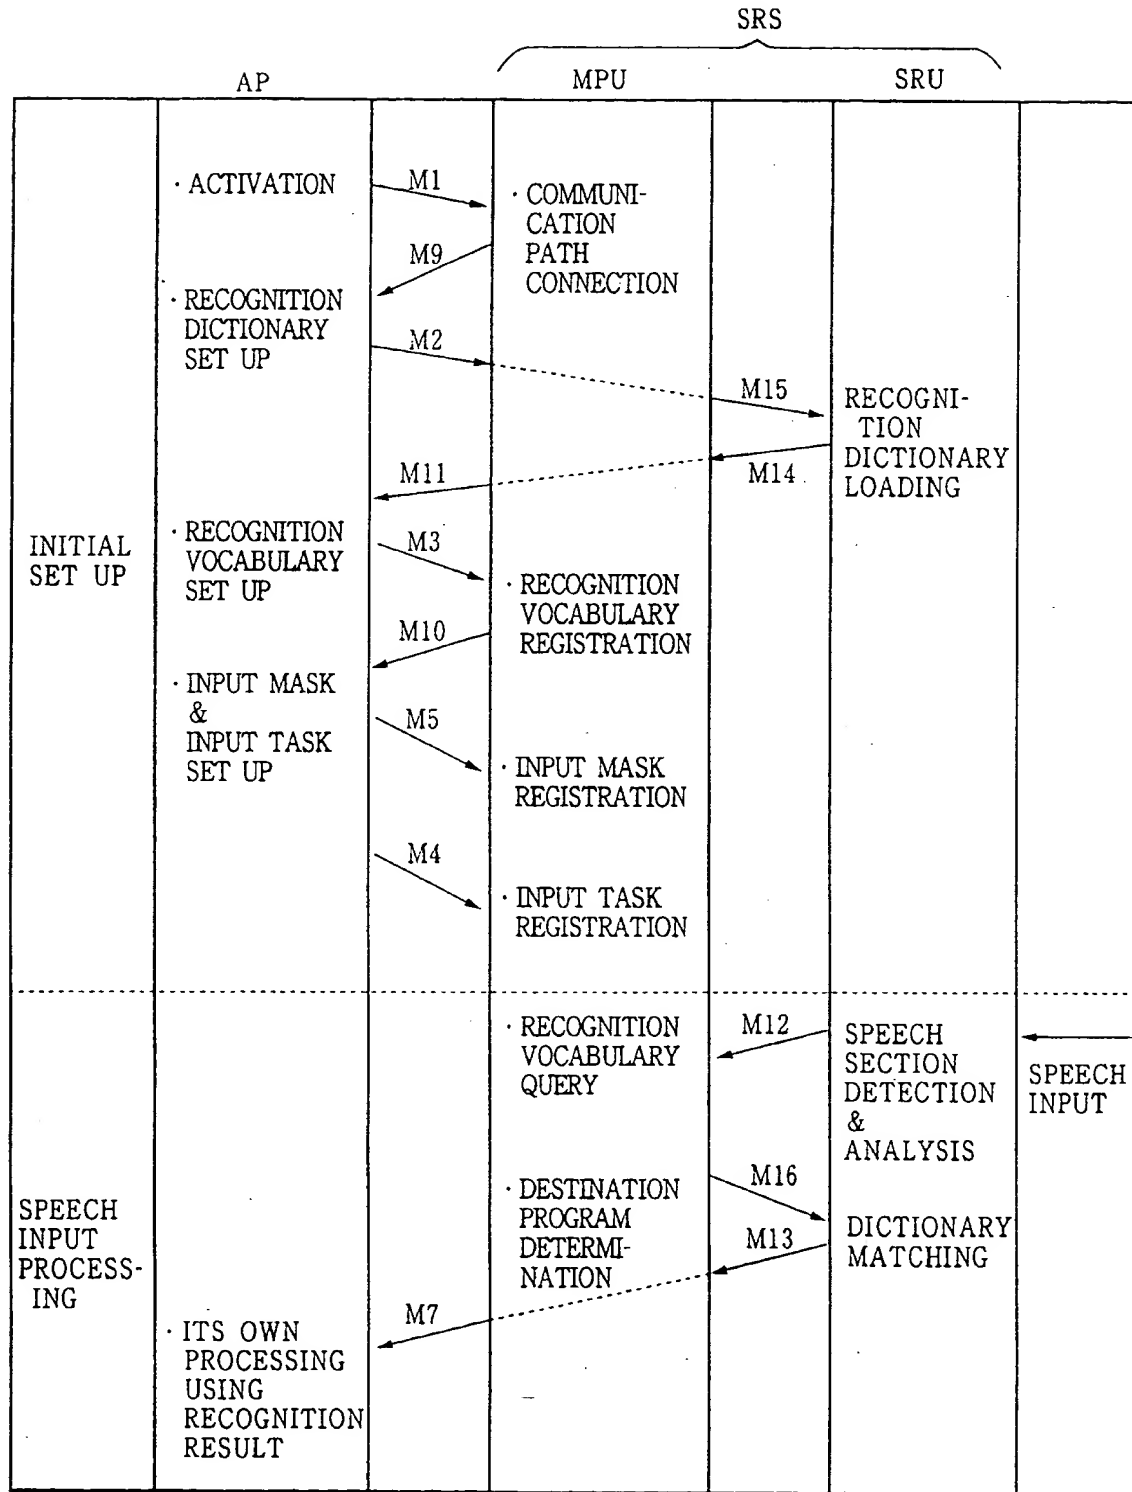 SRS
AP
MPU
SRU
· ACTIVATION
M1
· COMMUNI-
CATION
PATH
CONNECTION
M9
· RECOGNITION
DICTIONARY
SET UP
M2
M15
RECOGNI-
TION
DICTIONARY
LOADING
M14
M11
INITIAL
SET UP
· RECOGNITION
VOCABULARY
SET UP
M3
· RECOGNITION
VOCABULARY
REGISTRATION
M10
· INPUT MASK
&
INPUT TASK
SET UP
M5
· INPUT MASK
REGISTRATION
M4
· INPUT TASK
REGISTRATION
SPEECH
INPUT
PROCESS-
ING
· RECOGNITION
VOCABULARY
QUERY
M12
SPEECH
SECTION
DETECTION
&
ANALYSIS
SPEECH
INPUT
· DESTINATION
PROGRAM
DETERMI-
NATION
M16
DICTIONARY
MATCHING
M13
M7
· ITS OWN
PROCESSING
USING
RECOGNITION
RESULT